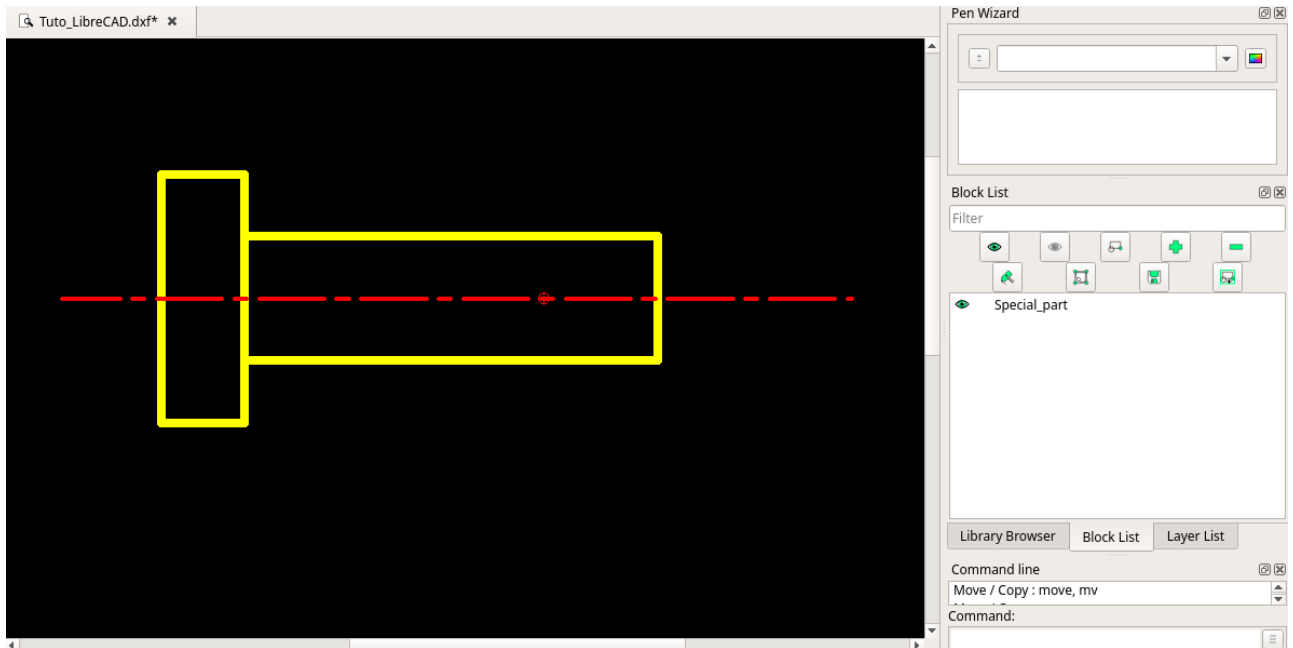 Tuto_LibreCAD.dxf*
Pen Wizard
Block List
Filter
Special_part
Library Browser
Block List
Layer List
Command line
Move / Copy : move, mv
Command: